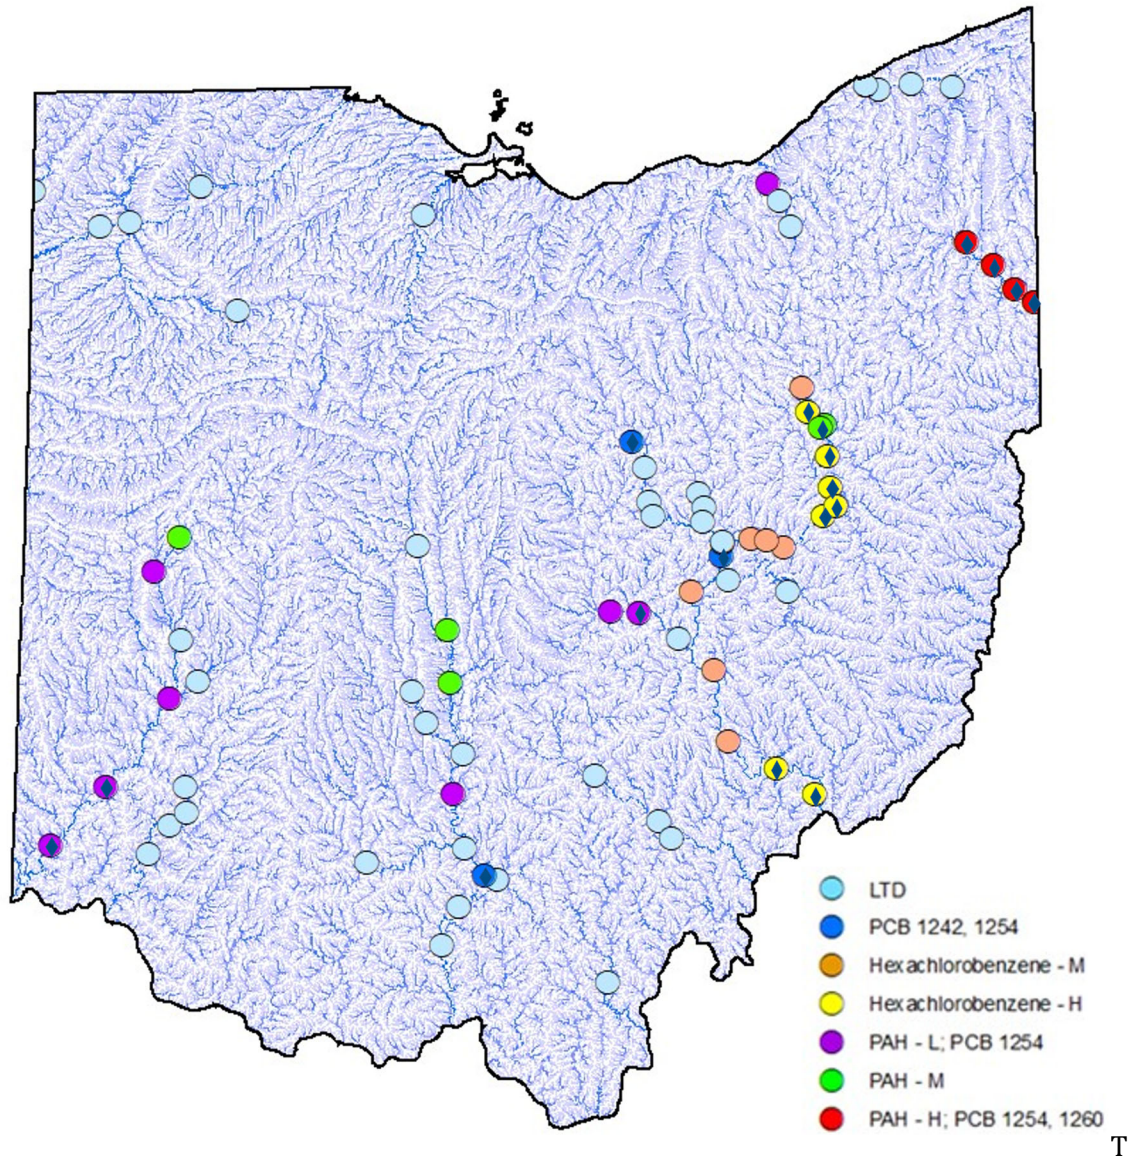 LTD
PCB 1242, 1254
Hexachlorobenzene - M
Hexachlorobenzene - H
PAH - L; PCB 1254
PAH - M
PAH - H; PCB 1254, 1260
T